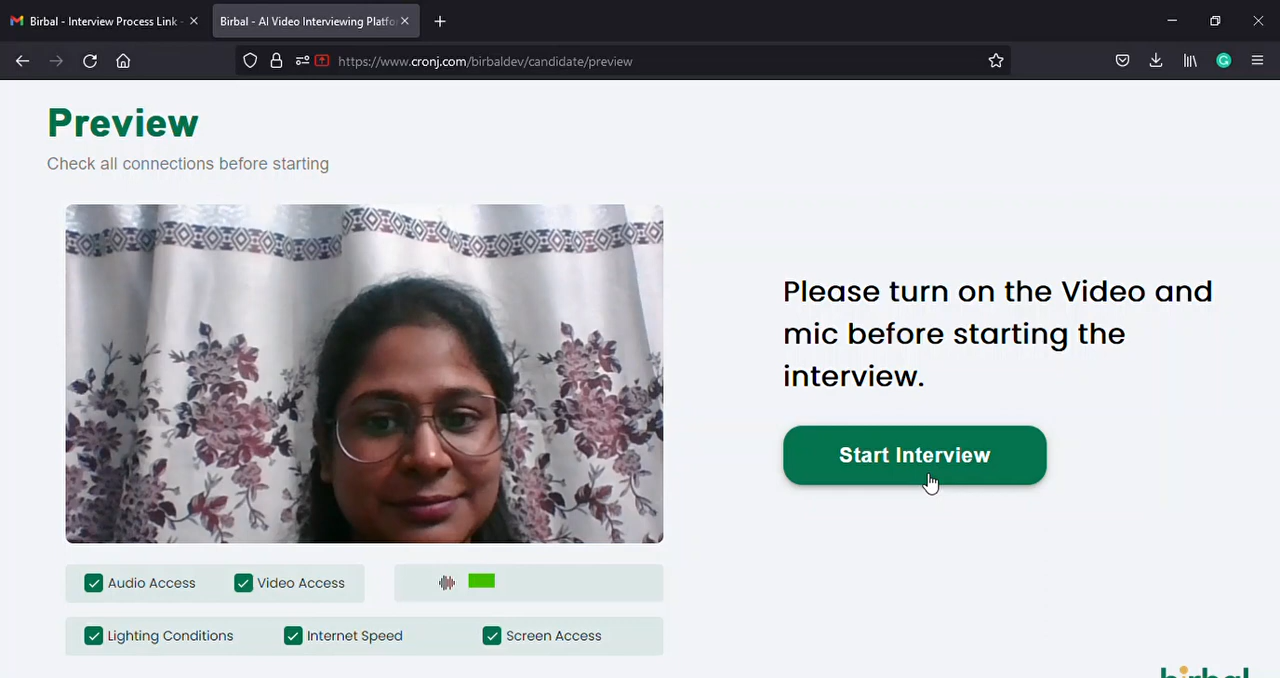 Birbal - Interview Process Link -
Birbal - AI Video Interviewing Platfo
https://www.cronj.com/birbaldev/candidate/preview
Preview
Check all connections before starting
Please turn on the Video and
mic before starting the
interview.
Start Interview
Audio Access
Video Access
Lighting Conditions
Internet Speed
Screen Access
birbal